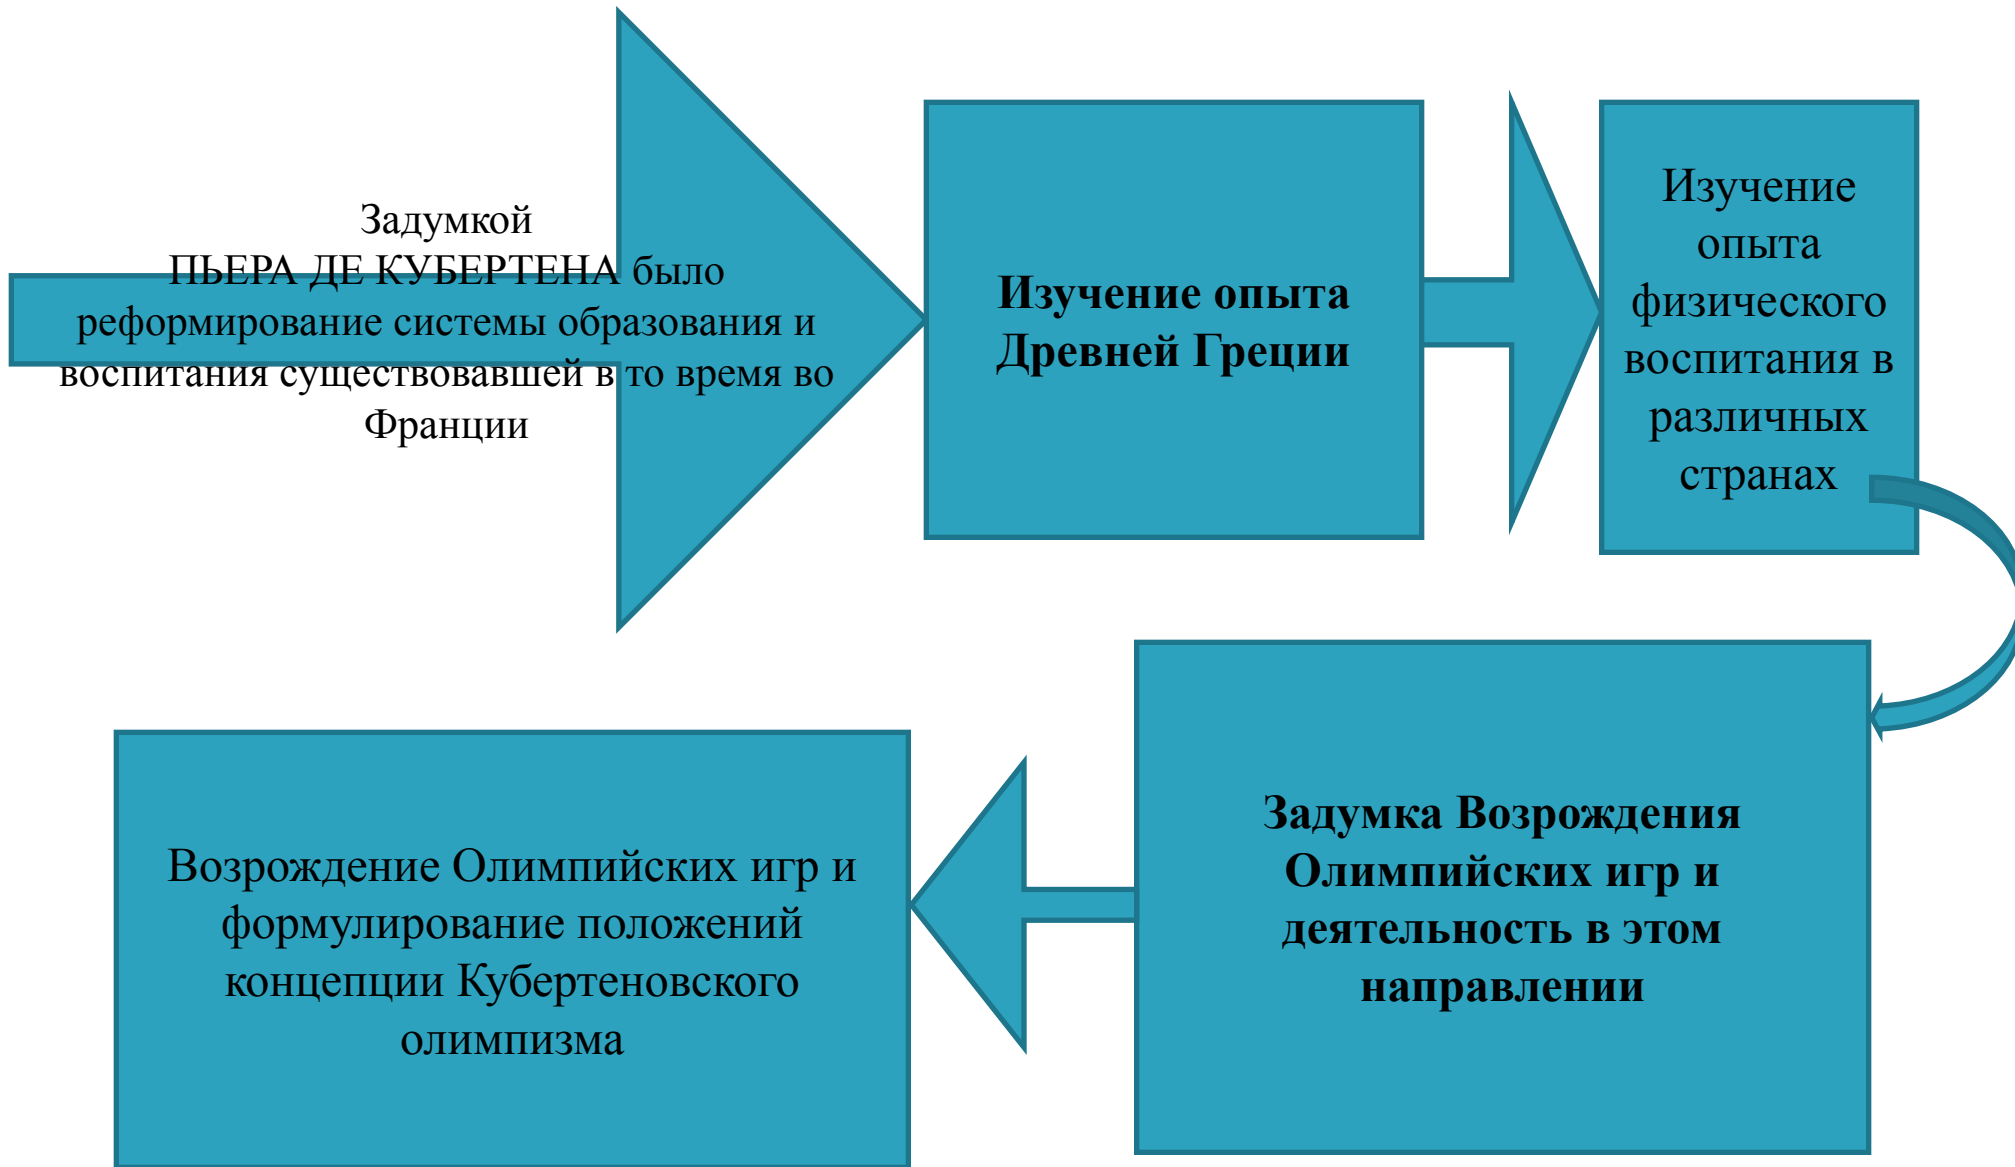 Задумкой
ПЬЕРА ДЕ КУБЕРТЕНА было
реформирование системы образования и
воспитания существовавшей в то время во
Франции
Изучение опыта
Древней Греции
Изучение
опыта
физического
воспитания в
различных
странах
Задумка Возрождения
Олимпийских игр и
деятельность в этом
направлении
Возрождение Олимпийских игр и
формулирование положений
концепции Кубертеновского
олимпизма